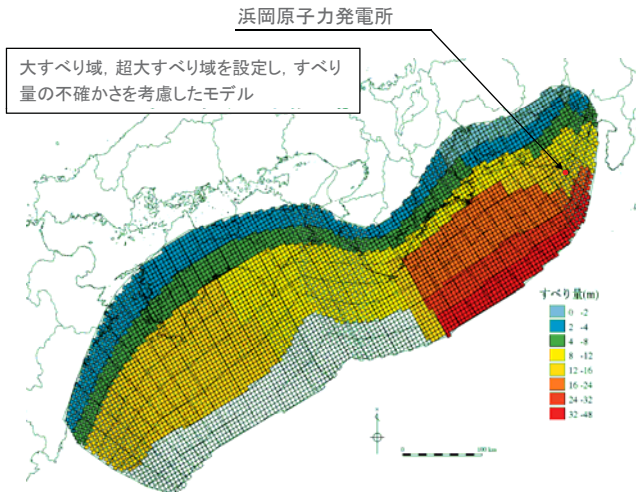 浜岡原子力発電所
大すべり域，超大すべり域を設定し，すべり
量の不確かさを考慮したモデル
すべり量(m)
0 -2
2 -4
4 -8
8 -12
12 -16
16 -24
24 -32
32 -48
0 100 km